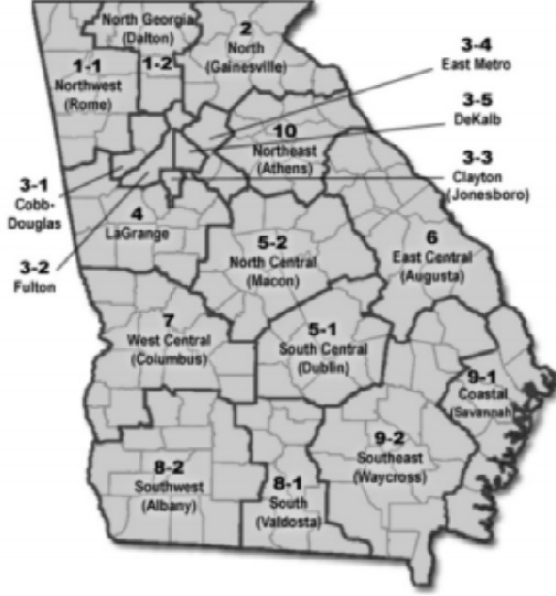 North Georgia
(Dalton)
1-2
2
North
(Gainesville)
1-1
Northwest
(Rome)
3-4
East Metro
3-5
DeKalb
10
Northeast
(Athens)
3-3
Clayton
(Jonesboro)
3-1
Cobb-
Douglas
3-2
Fulton
4
LaGrange
5-2
North Central
(Macon)
6
East Central
(Augusta)
7
West Central
(Columbus)
5-1
South Central
(Dublin)
9-1
Coastal
(Savannah)
9-2
Southeast
(Waycross)
8-2
Southwest
(Albany)
8-1
South
(Valdosta)